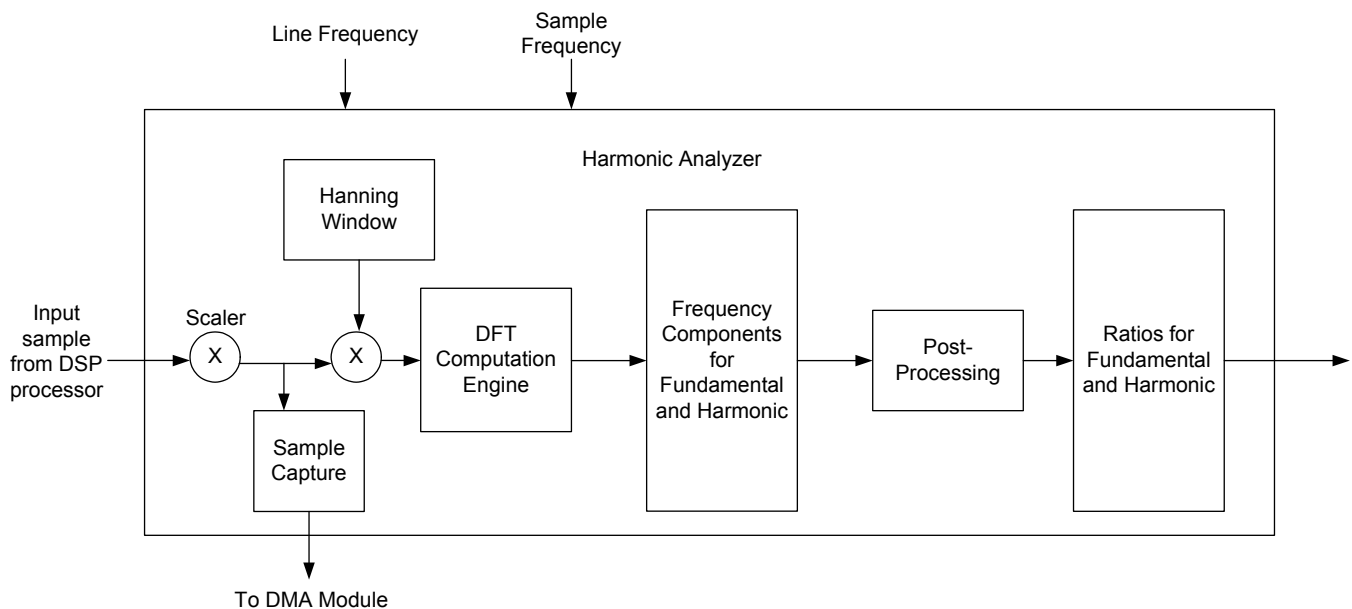 Line Frequency
Sample
Frequency
Harmonic Analyzer
Hanning
Window
Input
sample
from DSP
processor
Scaler
X
X
DFT
Computation
Engine
Frequency
Components
for
Fundamental
and Harmonic
Post-
Processing
Ratios for
Fundamental
and Harmonic
Sample
Capture
To DMA Module